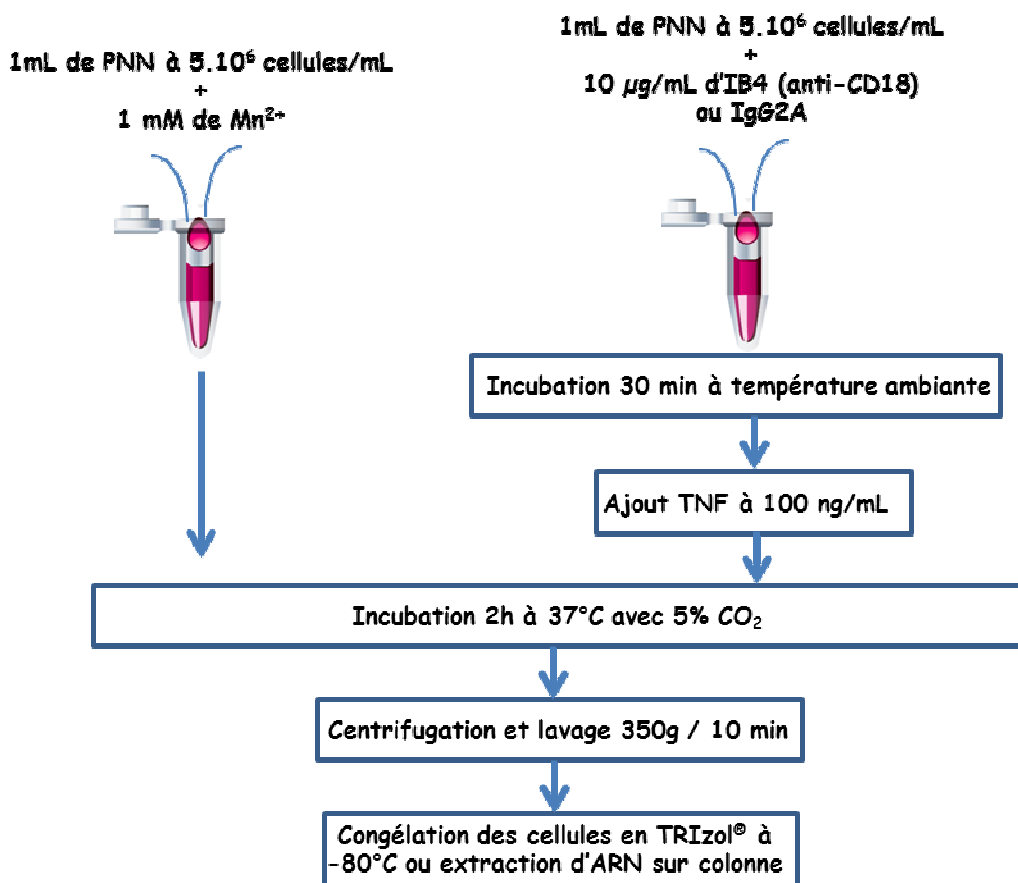 1mL de PNN à 5.10⁶ cellules/mL
+
1 mM de Mn²⁺
1mL de PNN à 5.10⁶ cellules/mL
+
10 µg/mL d'IB4 (anti-CD18)
ou IgG2A
Incubation 30 min à température ambiante
Ajout TNF à 100 ng/mL
Incubation 2h à 37°C avec 5% CO₂
Centrifugation et lavage 350g / 10 min
Congélation des cellules en TRIzol® à
-80°C ou extraction d'ARN sur colonne